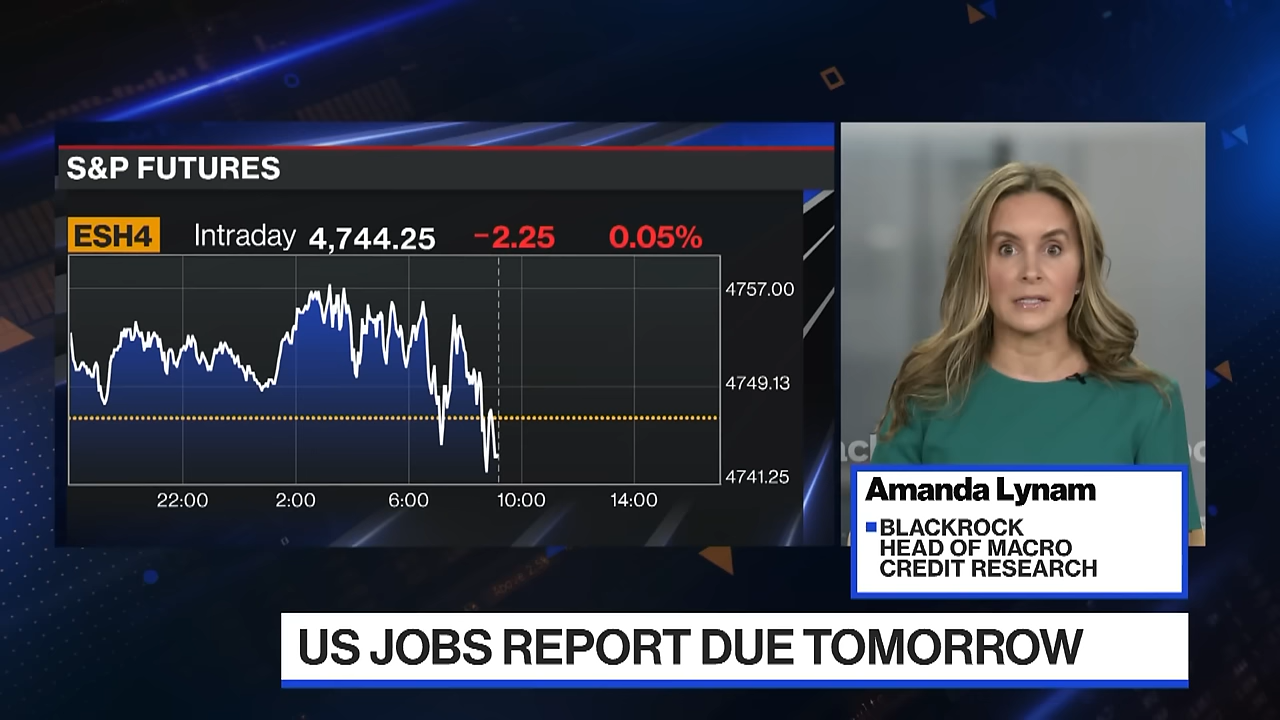 S&P FUTURES
ESH4 Intraday 4,744.25 −2.25 0.05%
4757.00
4749.13
4741.25
22:00 2:00 6:00 10:00 14:00
Amanda Lynam
BLACKROCK
HEAD OF MACRO
CREDIT RESEARCH
US JOBS REPORT DUE TOMORROW